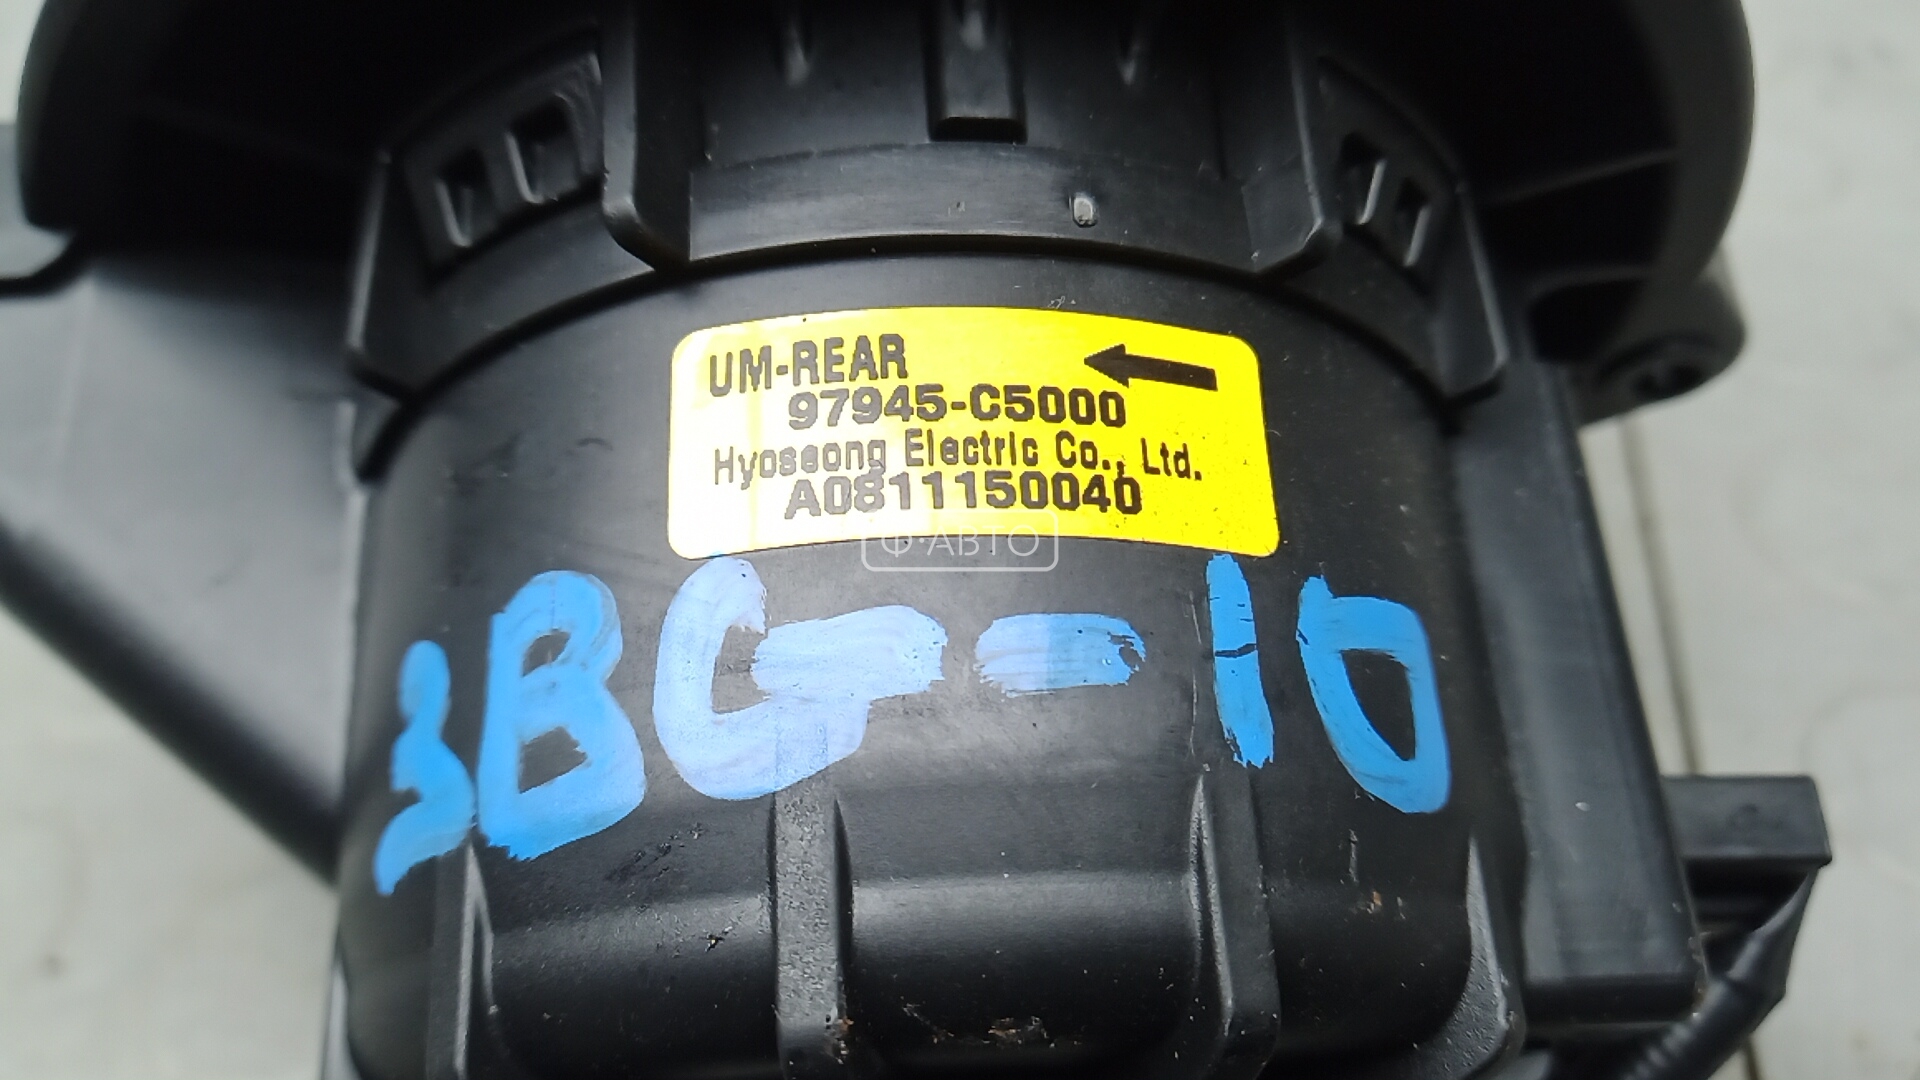 UM-REAR
97945-C5000
Hyoseong Electric Co., Ltd.
A0811150040
Ф·АВТО
3BG-10